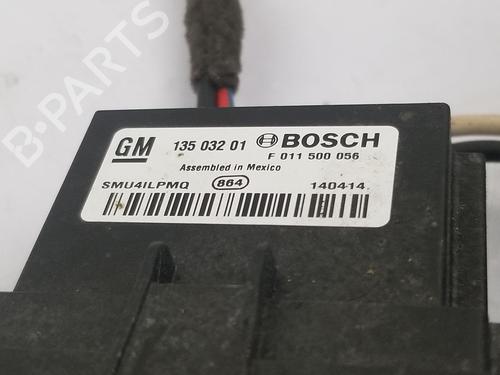 B-PARTS
GM 135 032 01 BOSCH
F 011 500 056
Assembled in Mexico
SMU4ILPMQ 864 140414